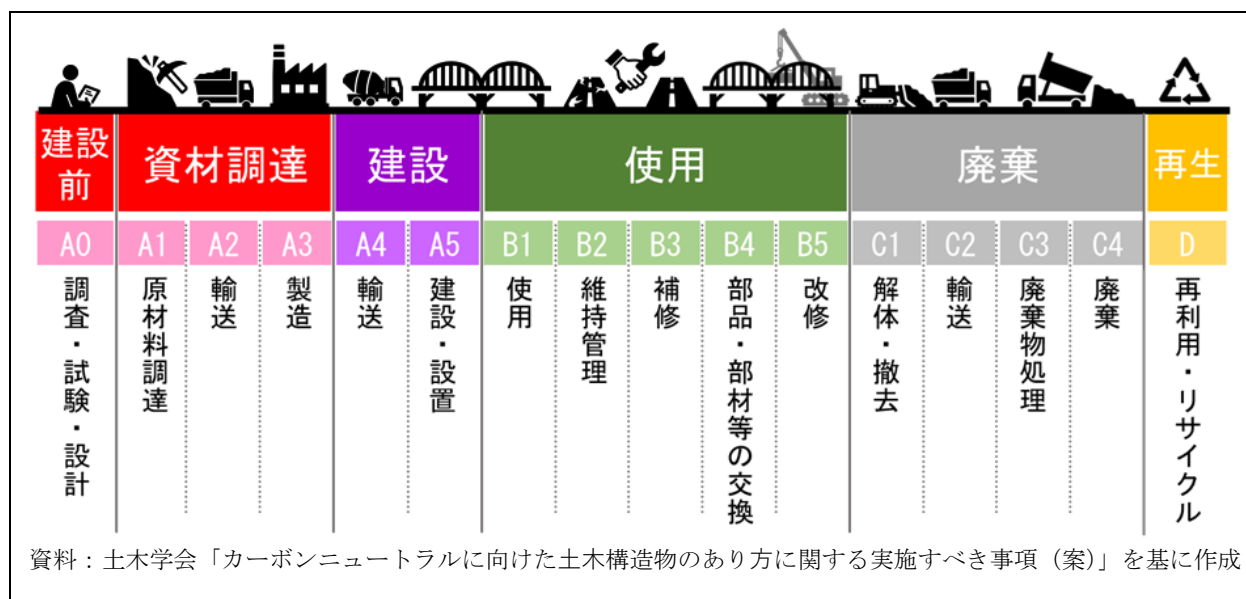 建設前
資材調達
建設
使用
廃棄
再生
A0
A1
A2
A3
A4
A5
B1
B2
B3
B4
B5
C1
C2
C3
C4
D
調査・試験・設計
原材料調達
輸送
製造
輸送
建設・設置
使用
維持管理
補修
部品・部材等の交換
改修
解体・撤去
輸送
廃棄物処理
廃棄
再利用・リサイクル
資料：土木学会「カーボンニュートラルに向けた土木構造物のあり方に関する実施すべき事項（案）」を基に作成